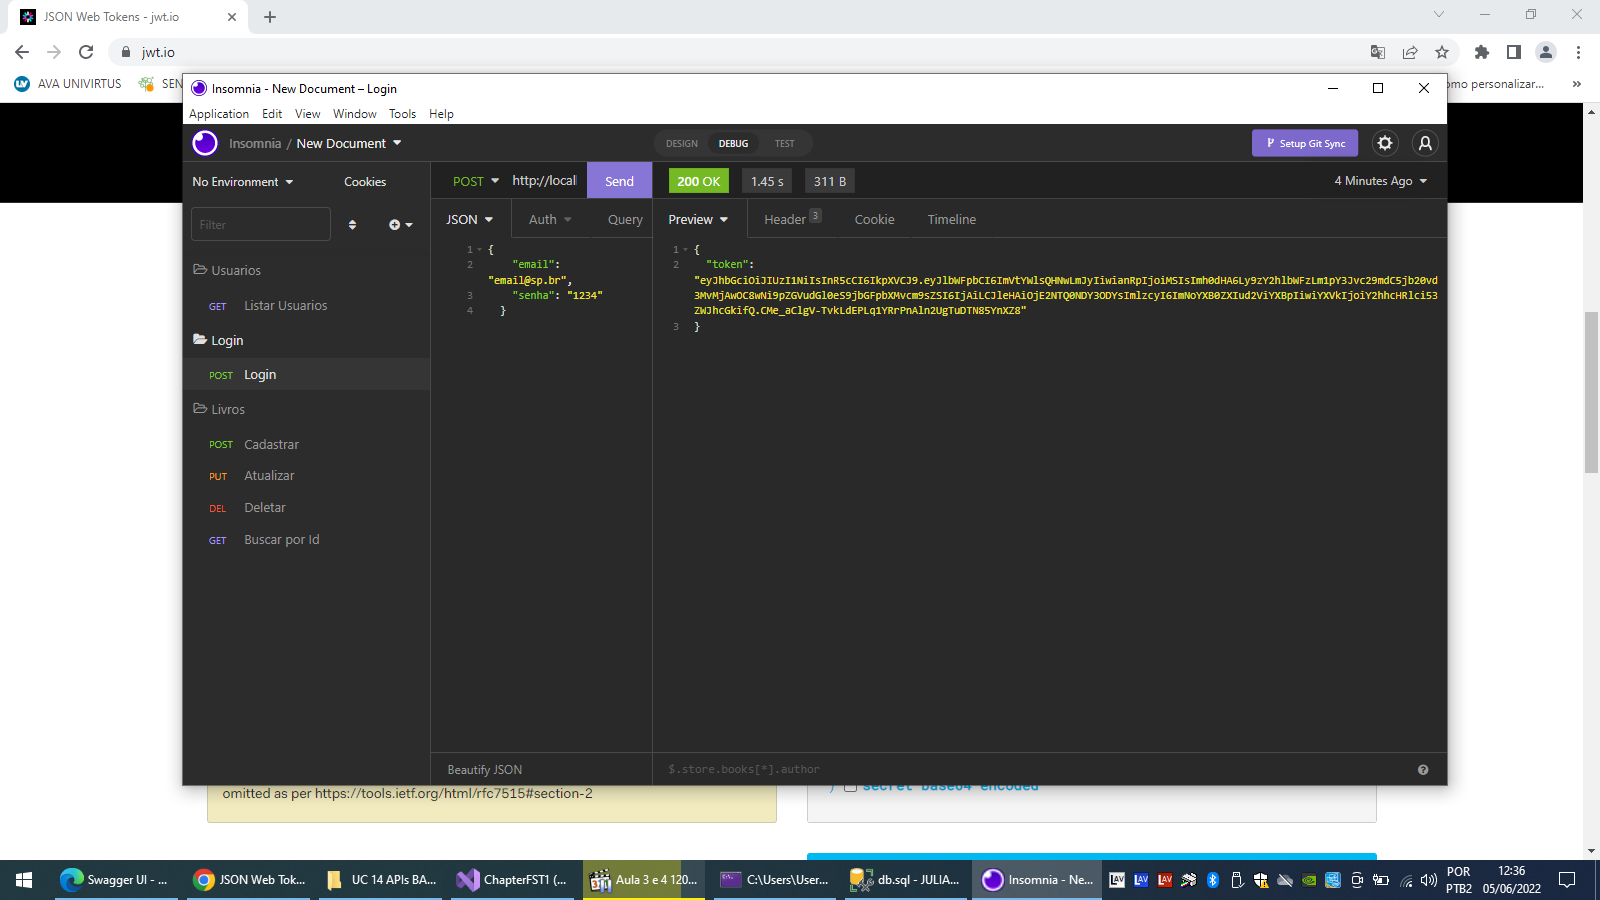 JSON Web Tokens - jwt.io
jwt.io
AVA UNIVIRTUS
SEN
omo personalizar...
Insomnia - New Document – Login
Application Edit View Window Tools Help
Insomnia / New Document
DESIGN DEBUG TEST
Setup Git Sync
No Environment Cookies
POST http://locall Send
200 OK 1.45 s 311 B
4 Minutes Ago
Filter
JSON Auth Query
Preview Header 3 Cookie Timeline
Usuarios
GET Listar Usuarios
Login
POST Login
Livros
POST Cadastrar
PUT Atualizar
DEL Deletar
GET Buscar por Id
1 {
2 "email":
"email@sp.br",
3 "senha": "1234"
4 }
1 {
2 "token":
3 }
Beautify JSON
$.store.books[*].author
omitted as per https://tools.ietf.org/html/rfc7515#section-2
) secret base64 encoded
Swagger UI - ...
JSON Web Tok...
UC 14 APIs BA...
ChapterFST1 (...
Aula 3 e 4 120...
C:\Users\User...
db.sql - JULIA...
Insomnia - Ne...
POR
PTB2
12:36
05/06/2022